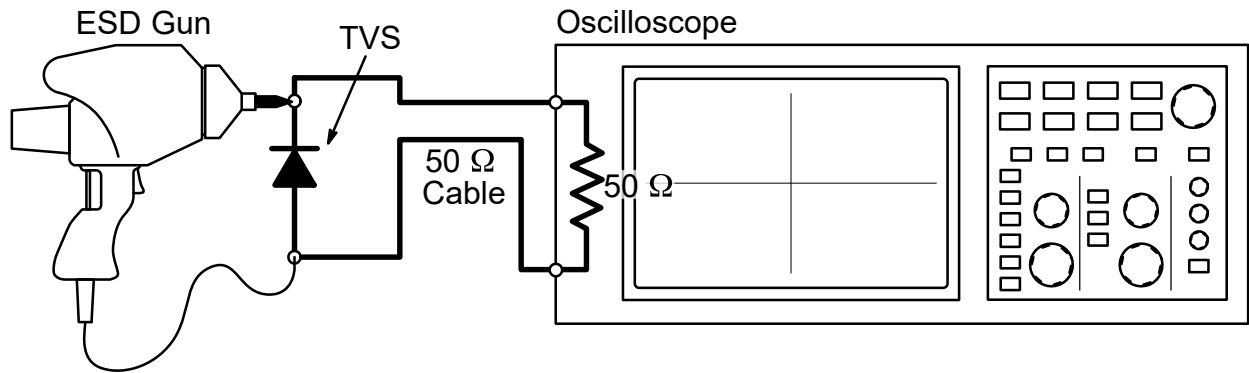 ESD Gun
TVS
Oscilloscope
50 Ω
Cable
50 Ω